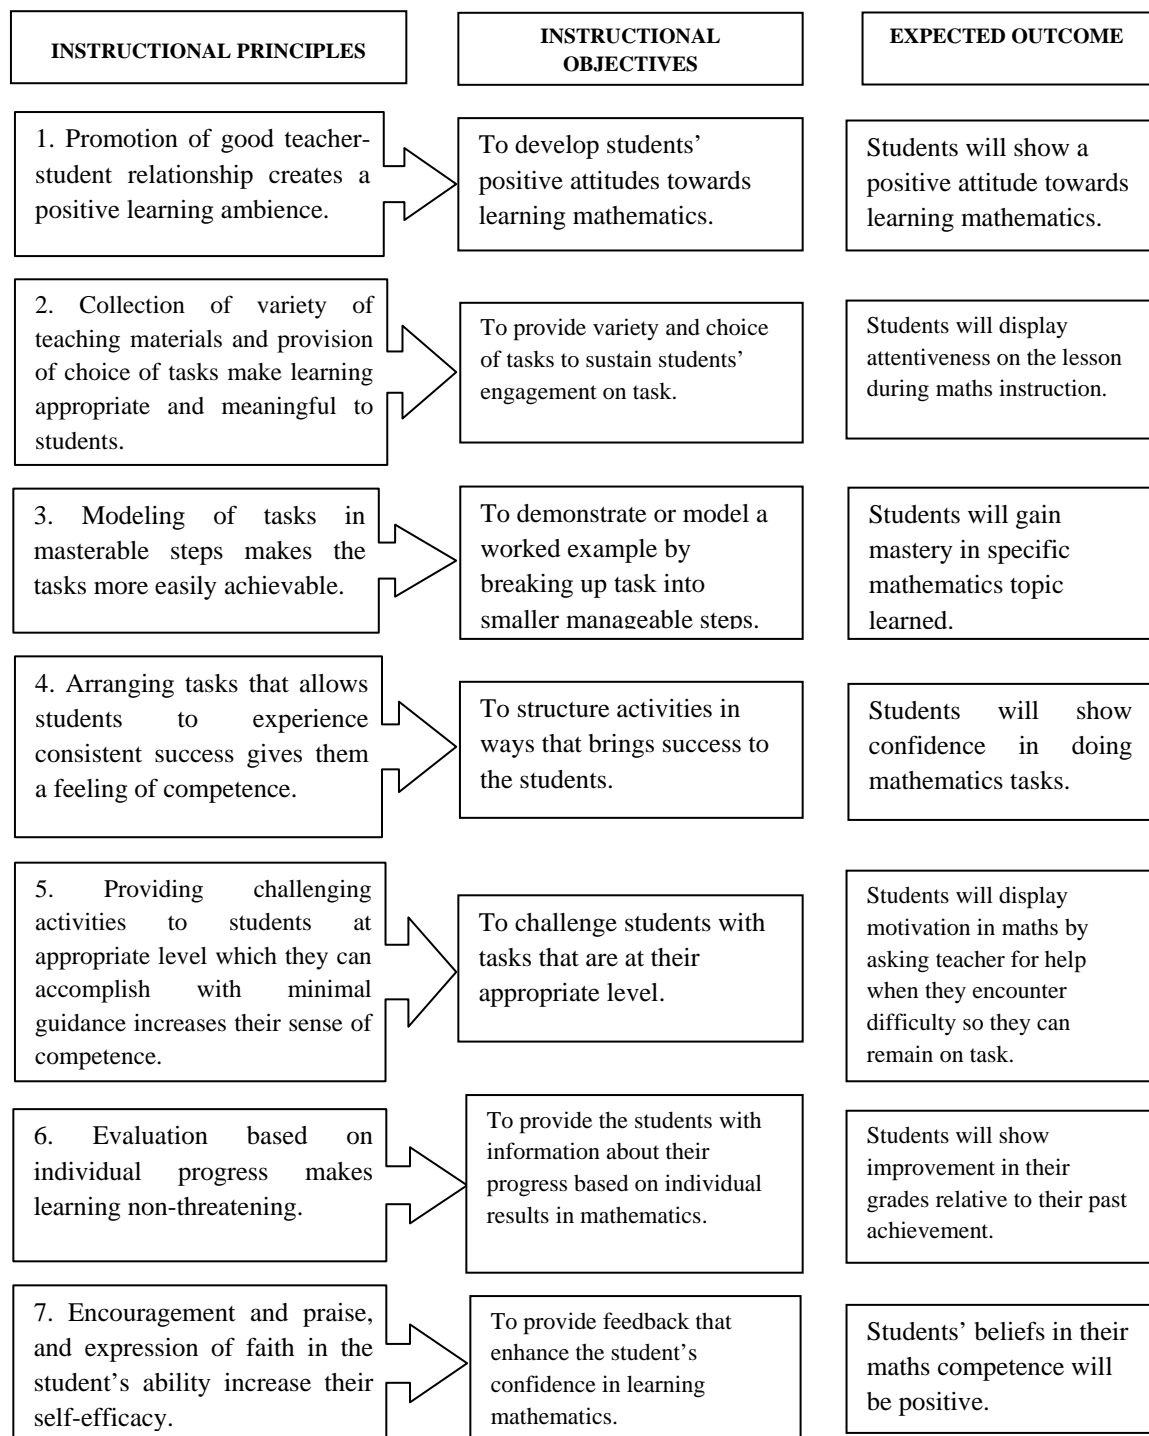 INSTRUCTIONAL PRINCIPLES
INSTRUCTIONAL
OBJECTIVES
EXPECTED OUTCOME
1. Promotion of good teacher-
student relationship creates a
positive learning ambience.
To develop students’
positive attitudes towards
learning mathematics.
Students will show a
positive attitude towards
learning mathematics.
2. Collection of variety of
teaching materials and provision
of choice of tasks make learning
appropriate and meaningful to
students.
To provide variety and choice
of tasks to sustain students’
engagement on task.
Students will display
attentiveness on the lesson
during maths instruction.
3. Modeling of tasks in
masterable steps makes the
tasks more easily achievable.
To demonstrate or model a
worked example by
breaking up task into
smaller manageable steps.
Students will gain
mastery in specific
mathematics topic
learned.
4. Arranging tasks that allows
students to experience
consistent success gives them
a feeling of competence.
To structure activities in
ways that brings success to
the students.
Students will show
confidence in doing
mathematics tasks.
5. Providing challenging
activities to students at
appropriate level which they can
accomplish with minimal
guidance increases their sense of
competence.
To challenge students with
tasks that are at their
appropriate level.
Students will display
motivation in maths by
asking teacher for help
when they encounter
difficulty so they can
remain on task.
6. Evaluation based on
individual progress makes
learning non-threatening.
To provide the students with
information about their
progress based on individual
results in mathematics.
Students will show
improvement in their
grades relative to their past
achievement.
7. Encouragement and praise,
and expression of faith in the
student’s ability increase their
self-efficacy.
To provide feedback that
enhance the student’s
confidence in learning
mathematics.
Students’ beliefs in their
maths competence will
be positive.